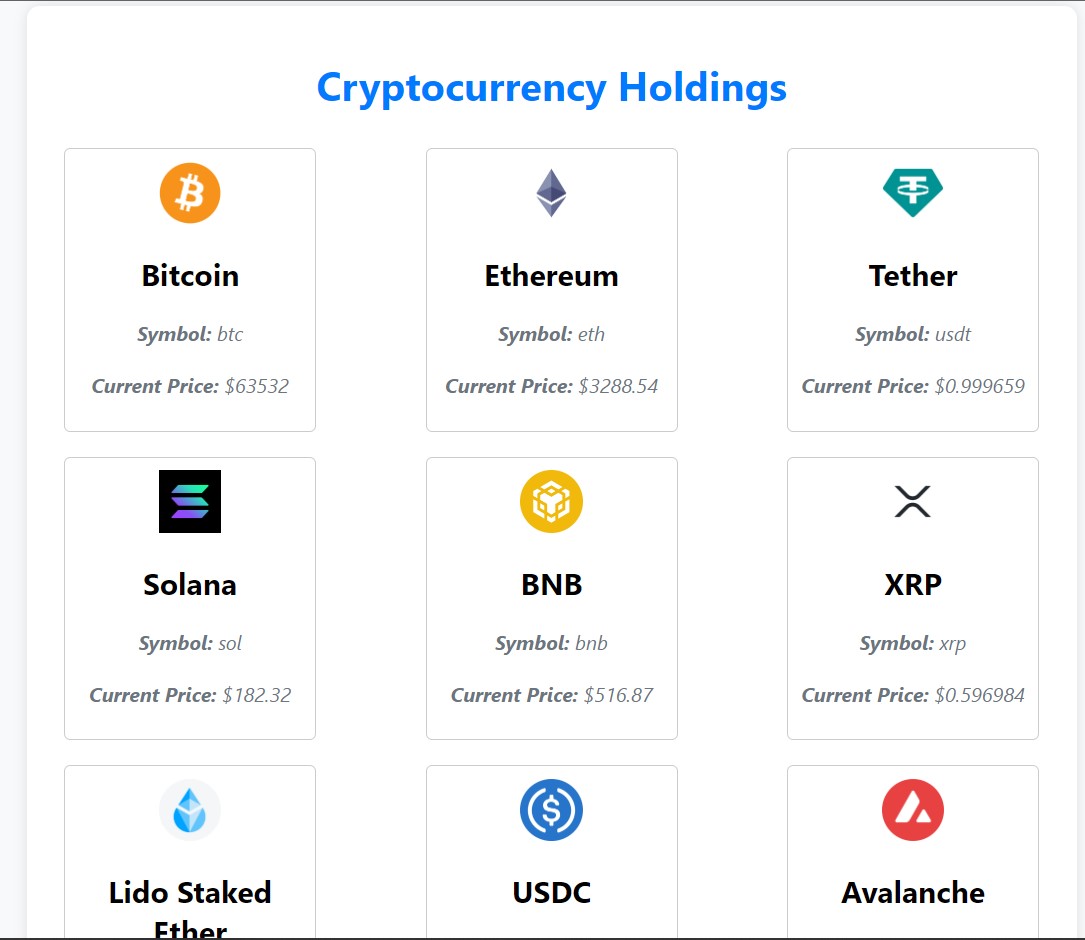 Cryptocurrency Holdings
Bitcoin
Symbol: btc
Current Price: $63532
Ethereum
Symbol: eth
Current Price: $3288.54
Tether
Symbol: usdt
Current Price: $0.999659
Solana
Symbol: sol
Current Price: $182.32
BNB
Symbol: bnb
Current Price: $516.87
XRP
Symbol: xrp
Current Price: $0.596984
Lido Staked
Ether
USDC
Avalanche